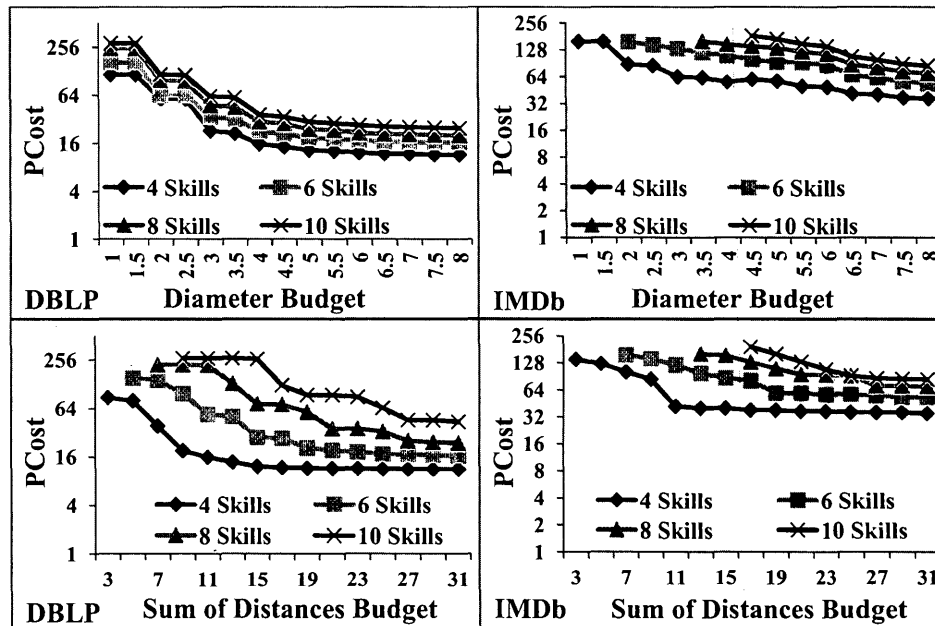 256
64
16
4
1
PCost
4 Skills
6 Skills
8 Skills
10 Skills
1
1.5
2
2.5
3
3.5
4
4.5
5
5.5
6
6.5
7
7.5
8
DBLP Diameter Budget
256
128
64
32
16
8
4
2
1
PCost
4 Skills
6 Skills
8 Skills
10 Skills
1
1.5
2
2.5
3
3.5
4
4.5
5
5.5
6
6.5
7
7.5
8
IMDb Diameter Budget
256
64
16
4
1
PCost
4 Skills
6 Skills
8 Skills
10 Skills
3 7 11 15 19 23 27 31
DBLP Sum of Distances Budget
256
128
64
32
16
8
4
2
1
PCost
4 Skills
6 Skills
8 Skills
10 Skills
3 7 11 15 19 23 27 31
IMDb Sum of Distances Budget